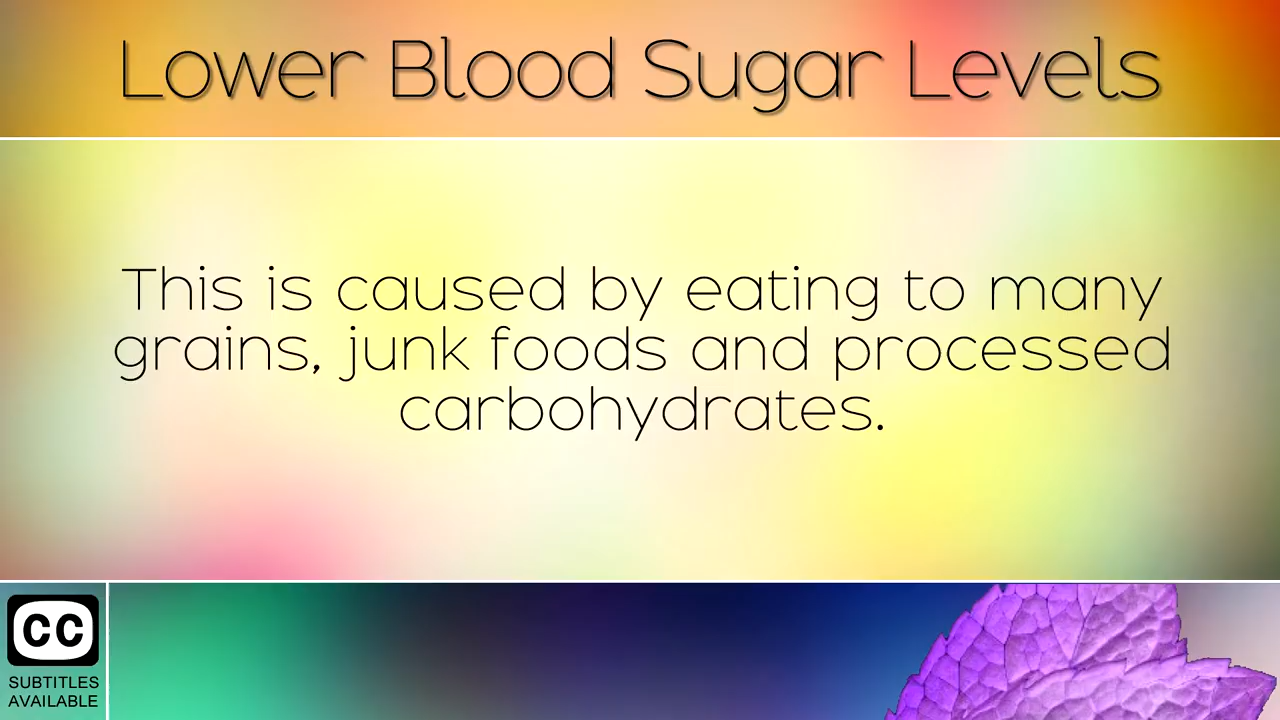 Lower Blood Sugar Levels
This is caused by eating to many
grains, junk foods and processed
carbohydrates.
CC
SUBTITLES
AVAILABLE